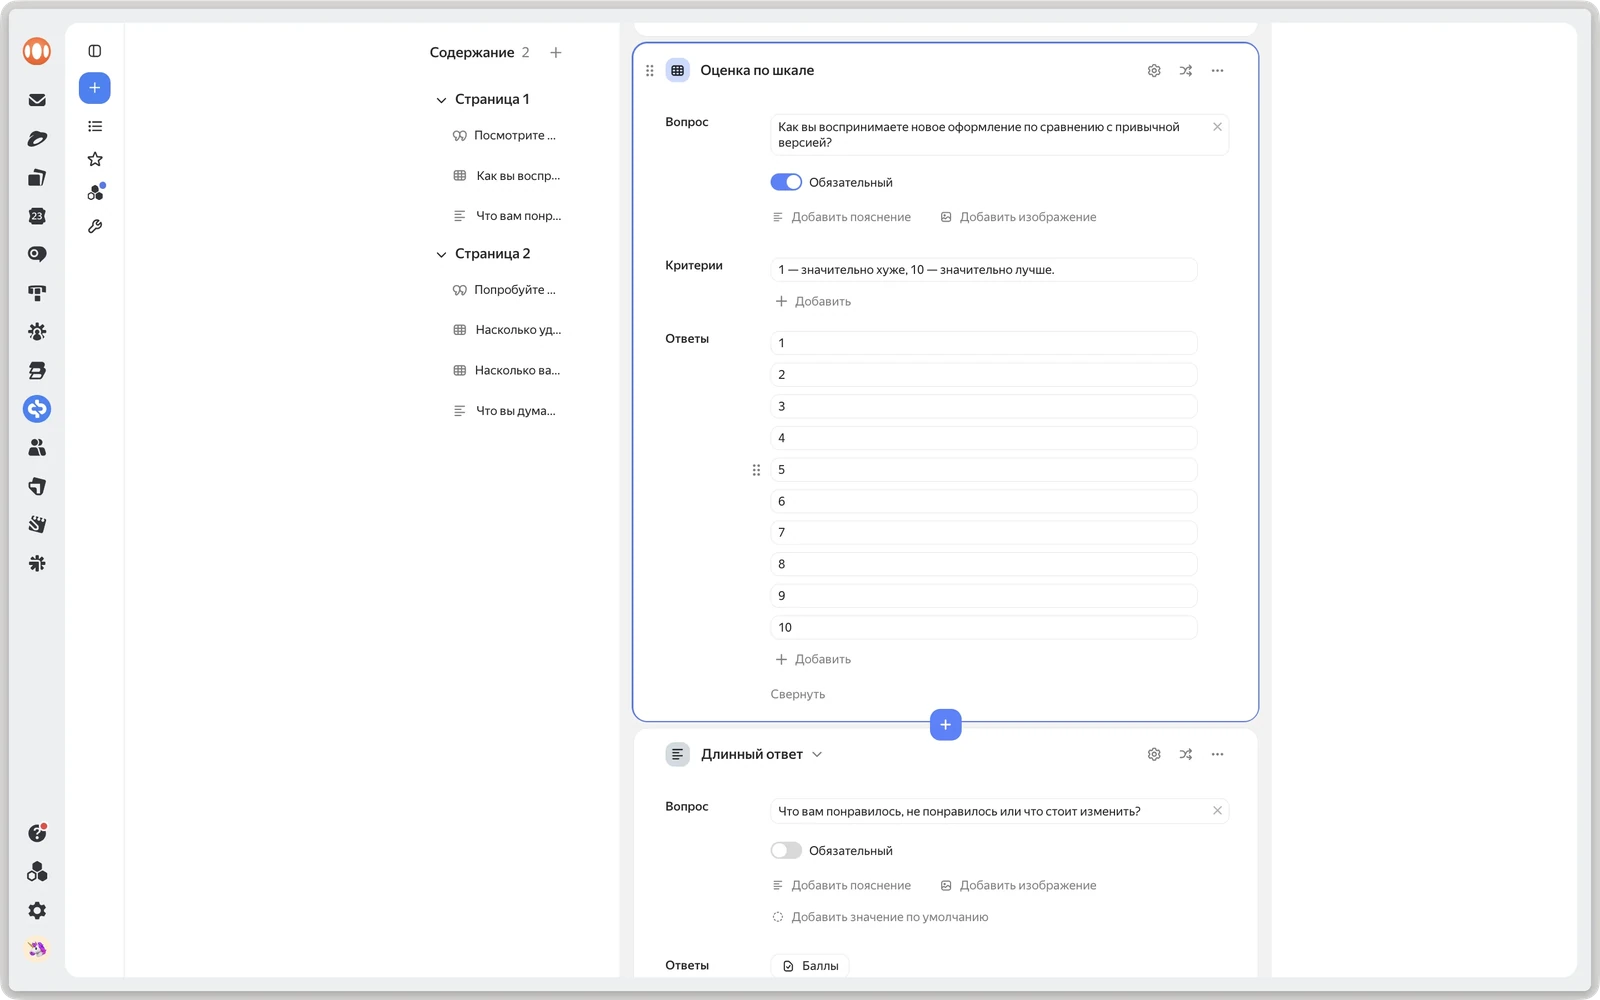 23
Содержание 2
Страница 1
Посмотрите ...
Как вы воспр...
Что вам понр...
Страница 2
Попробуйте ...
Насколько уд...
Насколько ва...
Что вы дума...
Оценка по шкале
Вопрос
Как вы воспринимаете новое оформление по сравнению с привычной
версией?
Обязательный
Добавить пояснение
Добавить изображение
Критерии
1 — значительно хуже, 10 — значительно лучше.
Добавить
Ответы
1
2
3
4
5
6
7
8
9
10
Добавить
Свернуть
Длинный ответ
Вопрос
Что вам понравилось, не понравилось или что стоит изменить?
Обязательный
Добавить пояснение
Добавить изображение
Добавить значение по умолчанию
Ответы
Баллы